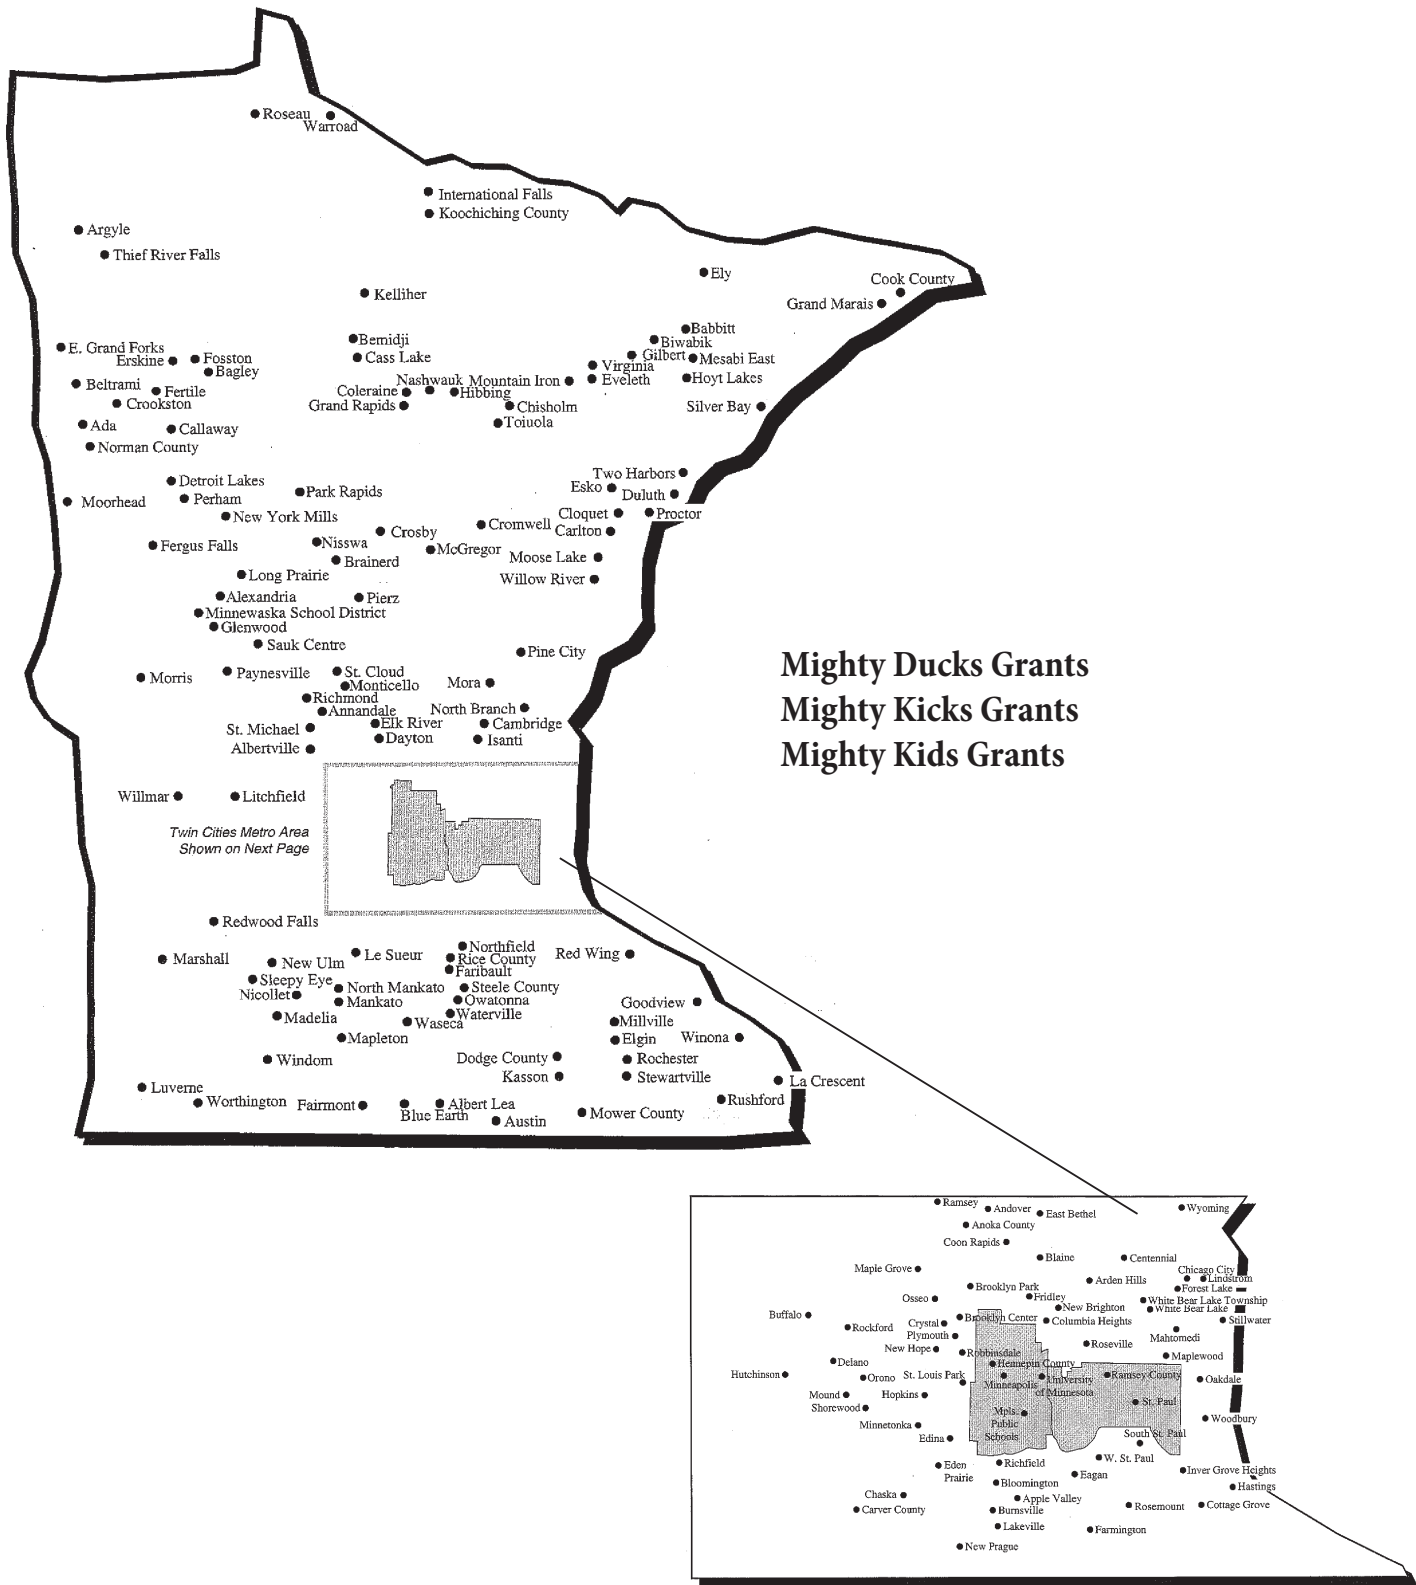 Roseau
Warroad
International Falls
Koochiching County
Argyle
Thief River Falls
Ely
Cook County
Kelliher
Grand Marais
Babbitt
Bemidji
Biwabik
E. Grand Forks
Cass Lake
Gilbert
Mesabi East
Erskine
Fosston
Virginia
Bagley
Nashwauk
Mountain Iron
Eveleth
Hoyt Lakes
Beltrami
Fertile
Coleraine
Hibbing
Crookston
Grand Rapids
Chisholm
Silver Bay
Toiuola
Ada
Callaway
Norman County
Two Harbors
Detroit Lakes
Esko
Park Rapids
Duluth
Moorhead
Perham
Cloquet
Proctor
New York Mills
Cromwell
Crosby
Carlton
Fergus Falls
Nisswa
McGregor
Moose Lake
Brainerd
Long Prairie
Willow River
Alexandria
Pierz
Minnewaska School District
Glenwood
Sauk Centre
Pine City
Mighty Ducks Grants
Morris
Paynesville
St. Cloud
Monticello
Mora
Richmond
Mighty Kicks Grants
Annandale
North Branch
St. Michael
Elk River
Cambridge
Albertville
Dayton
Isanti
Mighty Kids Grants
Willmar
Litchfield
Twin Cities Metro Area
Shown on Next Page
Redwood Falls
Northfield
Marshall
New Ulm
Le Sueur
Rice County
Red Wing
Faribault
Sleepy Eye
North Mankato
Steele County
Nicollet
Mankato
Owatonna
Goodview
Madelia
Waseca
Waterville
Millville
Mapleton
Elgin
Winona
Windom
Dodge County
Rochester
Kasson
Stewartville
La Crescent
Luverne
Worthington
Fairmont
Albert Lea
Rushford
Blue Earth
Austin
Mower County
Ramsey
Andover
East Bethel
Wyoming
Anoka County
Coon Rapids
Blaine
Centennial
Maple Grove
Chicago City
Lindstrom
Arden Hills
Brooklyn Park
Forest Lake
Osseo
Fridley
White Bear Lake Township
New Brighton
White Bear Lake
Buffalo
Brooklyn Center
Columbia Heights
Stillwater
Rockford
Crystal
Plymouth
Mahtomedi
New Hope
Roseville
Robbinsdale
Maplewood
Delano
Hennepin County
Hutchinson
Orono
St. Louis Park
Ramsey County
Oakdale
Minneapolis
University
of Minnesota
Mound
Hopkins
St. Paul
Shorewood
Mpls.
Public
Schools
Woodbury
Minnetonka
Edina
South St. Paul
W. St. Paul
Eden
Prairie
Richfield
Inver Grove Heights
Eagan
Bloomington
Hastings
Chaska
Apple Valley
Carver County
Burnsville
Rosemount
Cottage Grove
Lakeville
Farmington
New Prague